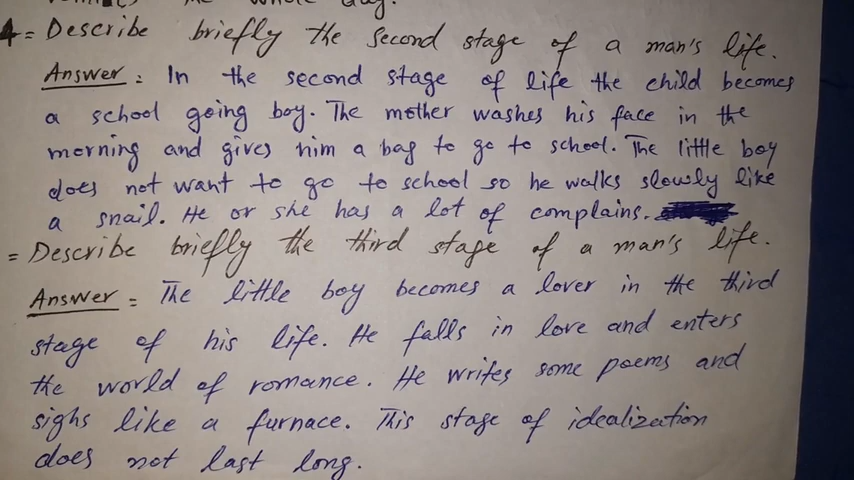 the whole day.
4= Describe briefly the second stage of a man's life.
Answer: In the second stage of life the child becomes
a school going boy. The mother washes his face in the
morning and gives him a bag to go to school. The little boy
does not want to go to school so he walks slowly like
a snail. He or she has a lot of complains.
= Describe briefly the third stage of a man's life.
Answer = The little boy becomes a lover in the third
stage of his life. He falls in love and enters
the world of romance. He writes some poems and
sighs like a furnace. This stage of idealization
does not last long.